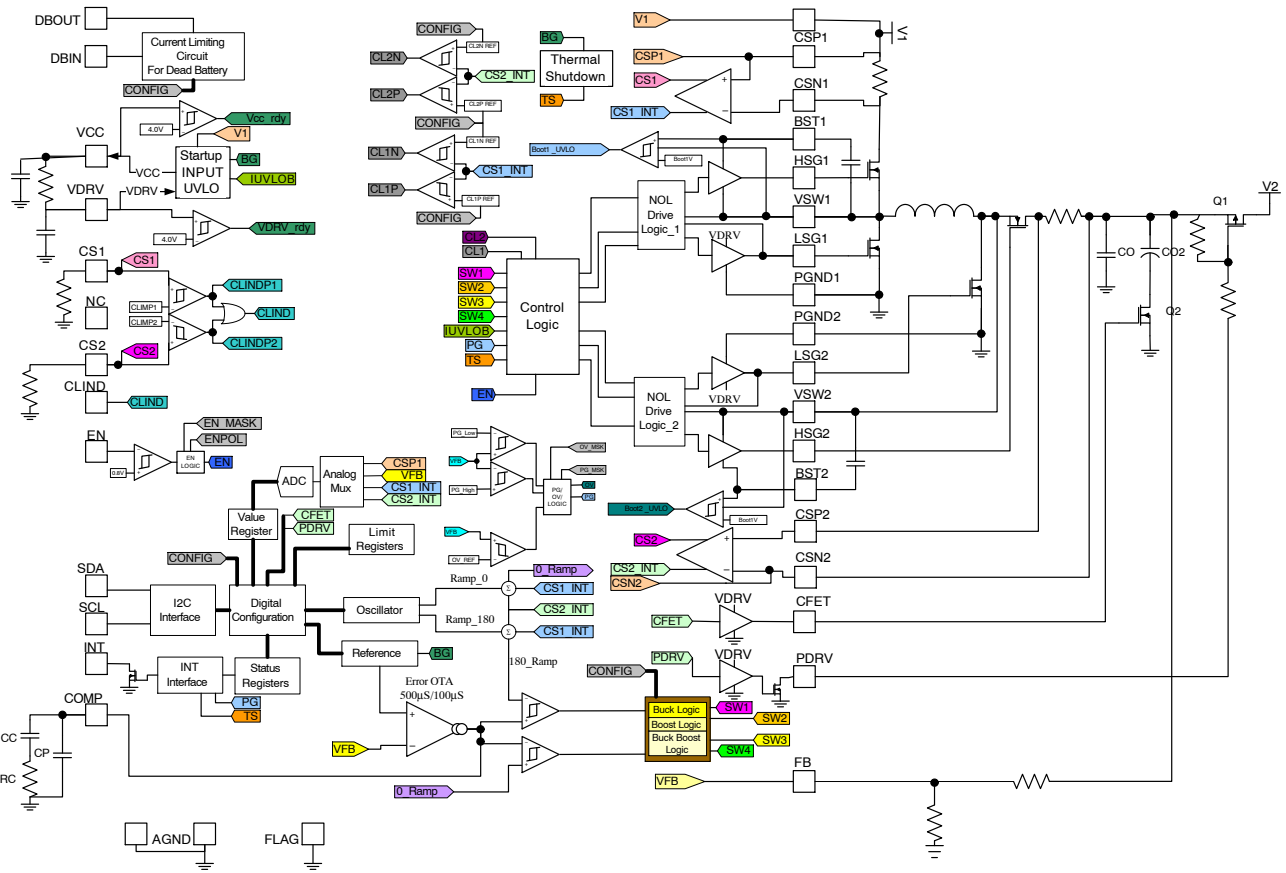 DBOUT
DBIN
Current Limiting
Circuit
For Dead Battery
CONFIG
VCC
4.0V
Vcc_rdy
V1
Startup
INPUT
UVLO
VCC
BG
IUVLOB
VDRV
VDRV
4.0V
VDRV_rdy
CS1
CS1
CLIMP1
CLIMP2
CLINDP1
CLIND
CLINDP2
NC
CS2
CS2
CLIND
CLIND
EN
0.8V
EN_MASK
ENPOL
EN
LOGIC
EN
CONFIG
CL2N REF
CL2N
CS2_INT
CL2P
CL2P REF
CONFIG
CL1N REF
CL1N
CS1_INT
CL1P
CL1P REF
CONFIG
BG
Thermal
Shutdown
TS
V1
CSP1
CS1
CS1_INT
Boot1_UVLO
Boot1V
CL2
CL1
SW1
SW2
SW3
SW4
IUVLOB
PG
TS
EN
Control
Logic
NOL
Drive
Logic_1
VDRV
NOL
Drive
Logic_2
VDRV
V1
CSP1
CSN1
BST1
HSG1
VSW1
LSG1
PGND1
PGND2
LSG2
VSW2
HSG2
BST2
CSP2
CSN2
CFET
PDRV
FB
CO
CO2
Q1
V2
Q2
PG_Low
VFB
PG_High
OV_MSK
PG_MSK
PG/
OV/
LOGIC
OV
PG
VFB
OV_REF
Boot2_UVLO
Boot1V
CS2
CS2_INT
CSN2
CFET
VDRV
PDRV
VDRV
ADC
Analog
Mux
CSP1
VFB
CS1_INT
CS2_INT
Value
Register
CFET
PDRV
Limit
Registers
CONFIG
SDA
SCL
I2C
Interface
Digital
Configuration
Oscillator
Ramp_0
Ramp_180
Σ
Σ
0_Ramp
CS1_INT
CS2_INT
CS1_INT
180_Ramp
Reference
BG
INT
INT
Interface
Status
Registers
PG
TS
Error OTA
500µS/100µS
+
−
VFB
0_Ramp
CONFIG
Buck Logic
Boost Logic
Buck Boost
Logic
SW1
SW2
SW3
SW4
VFB
COMP
CC
CP
RC
AGND
FLAG